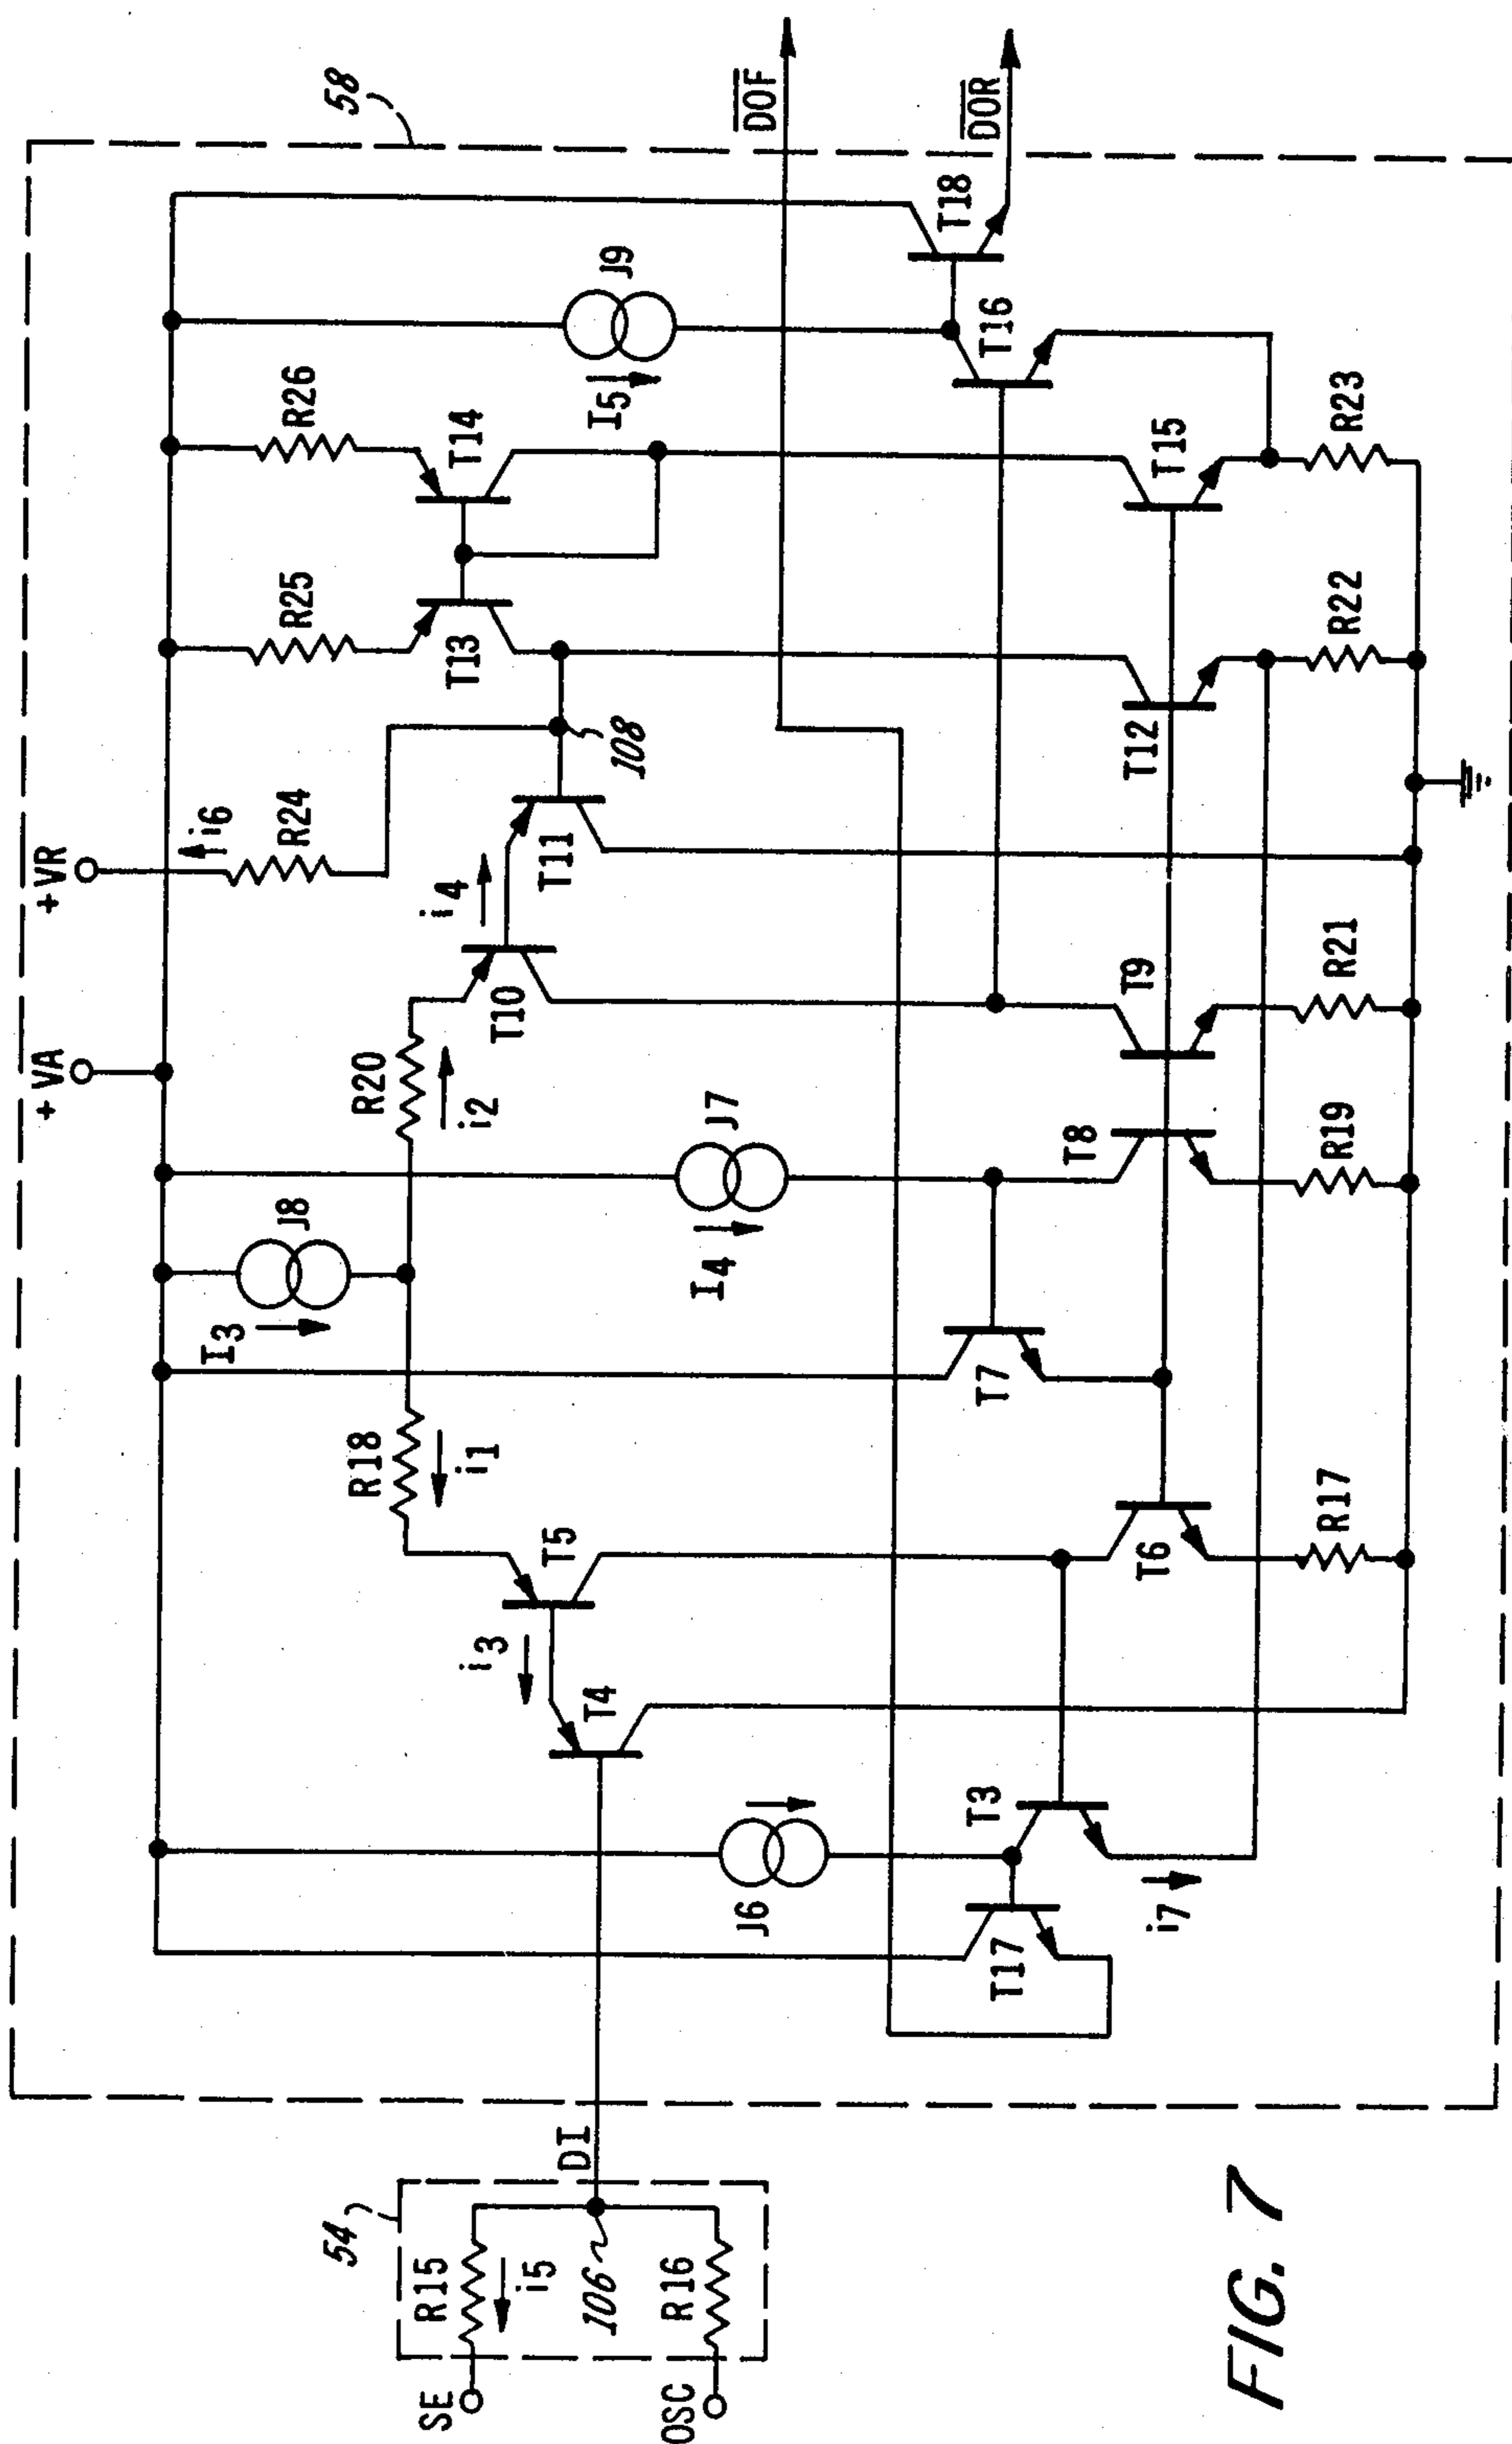 58
+VA
+VR
I3
J8
R18
i1
R20
i2
i4
R24
i6
R25
R26
T13
T14
J9
I5
T5
i3
T4
T10
T11
108
DOF
DOR
T18
T16
54
SE
R15
i5
DI
106
OSC
R16
J6
T17
T3
i7
T7
I4
J7
T8
T9
T6
T12
T15
R17
R19
R21
R22
R23
FIG. 7